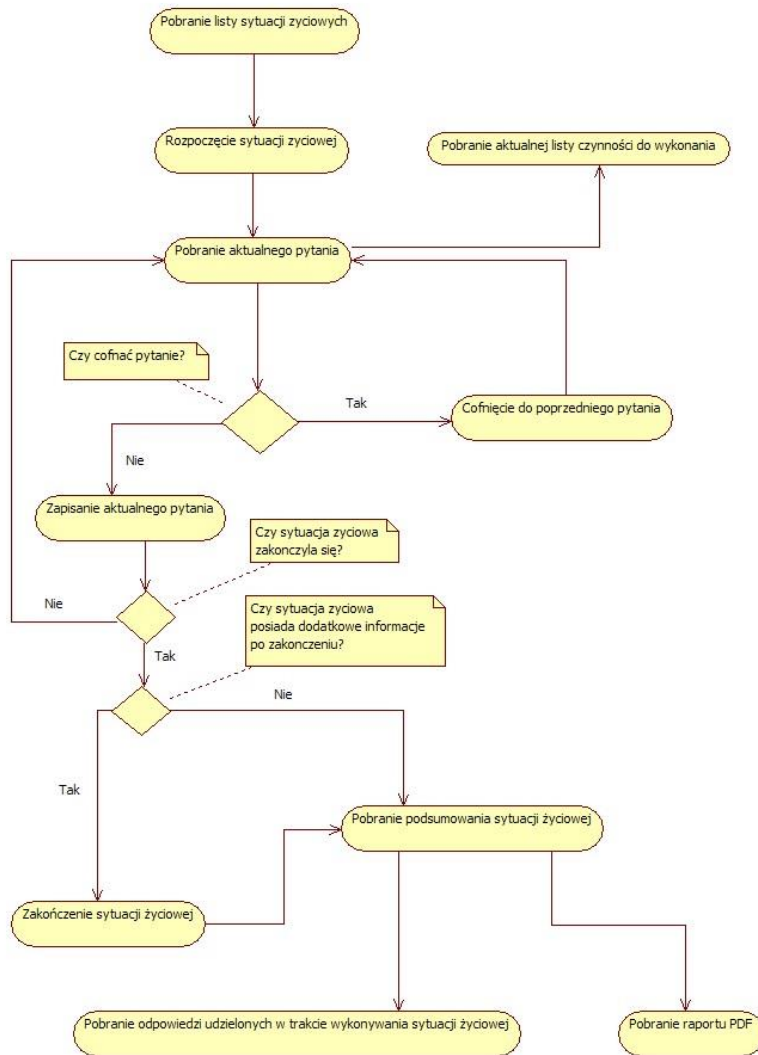 Pobranie listy sytuacji zyciowych
Rozpoczęcie sytuacji zyciowej
Pobranie aktualnej listy czynności do wykonania
Pobranie aktualnego pytania
Czy cofnać pytanie?
Tak
Cofnięcie do poprzedniego pytania
Nie
Zapisanie aktualnego pytania
Czy sytuacja zyciowa
zakonczyla się?
Nie
Czy sytuacja zyciowa
posiada dodatkowe informacje
po zakonczeniu?
Tak
Nie
Tak
Pobranie podsumowania sytuacji życiowej
Zakończenie sytuacji życiowej
Pobranie odpowiedzi udzielonych w trakcie wykonywania sytuacji życiowej
Pobranie raportu PDF